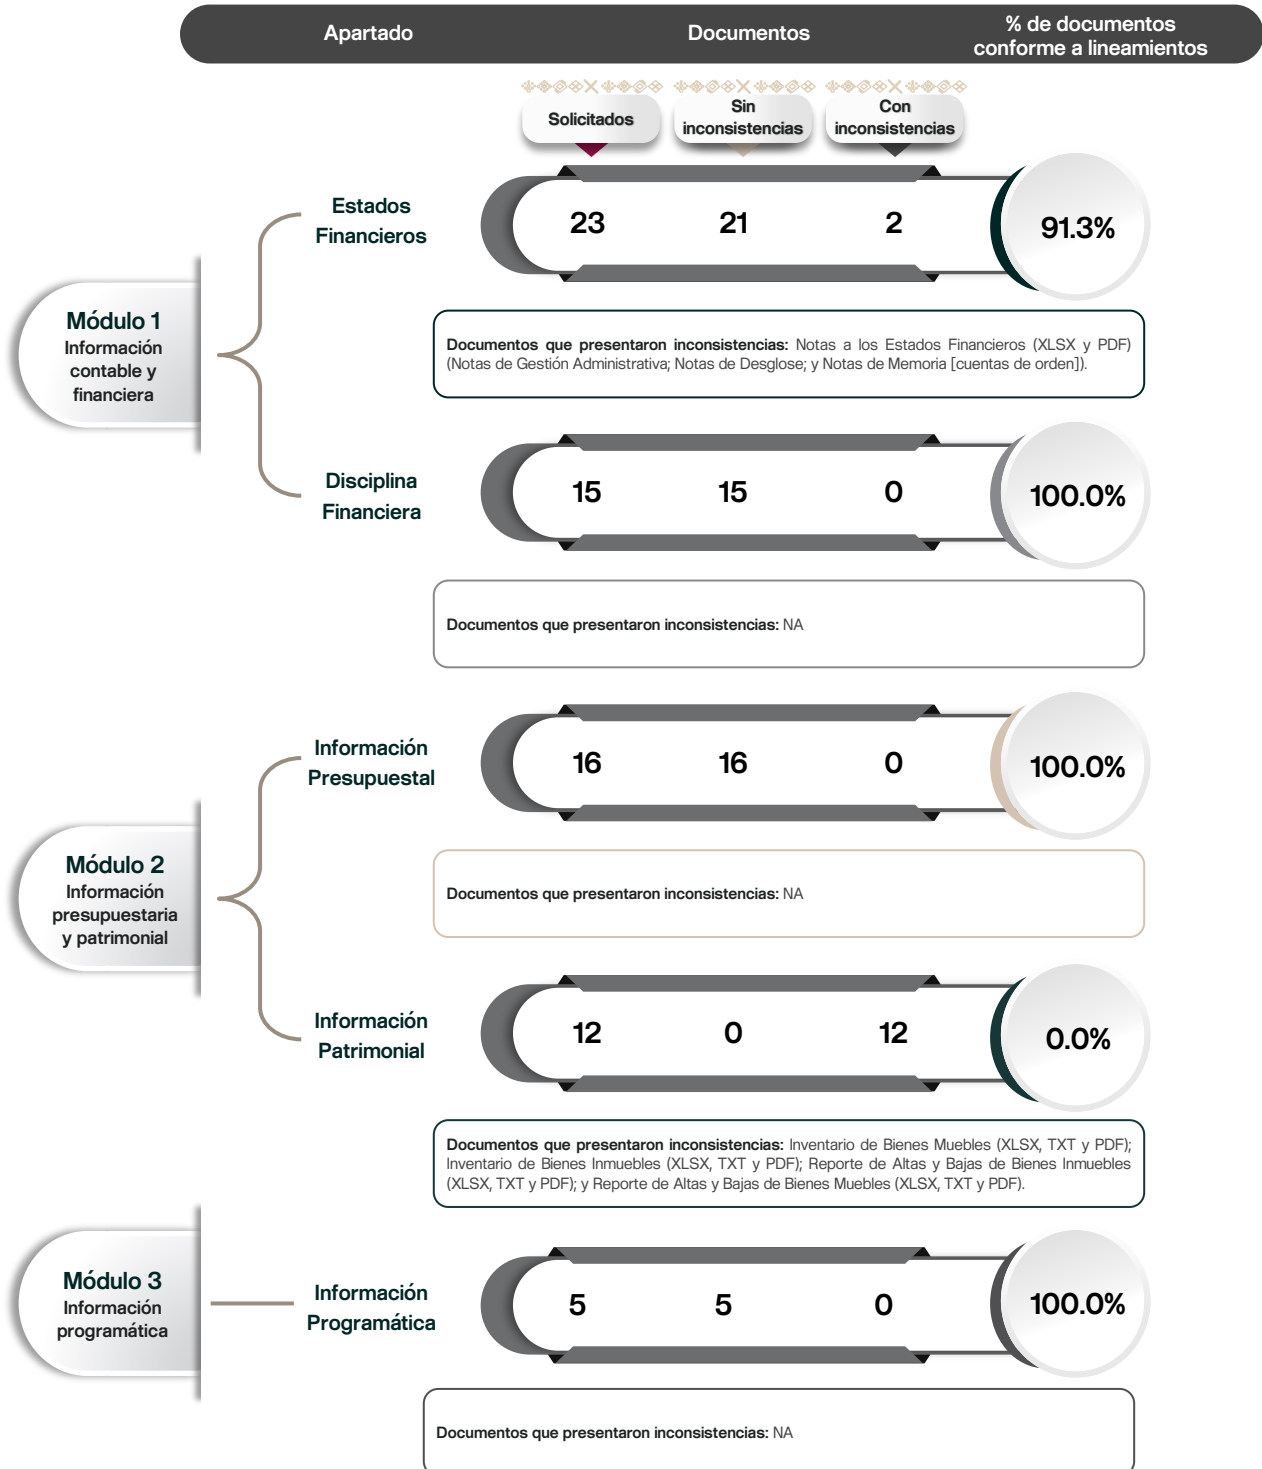 Apartado
Documentos
% de documentos
conforme a lineamientos
Solicitados
Sin
inconsistencias
Con
inconsistencias
Módulo 1
Información
contable y
financiera
Estados
Financieros
23 21 2 91.3%
Documentos que presentaron inconsistencias: Notas a los Estados Financieros (XLSX y PDF)
(Notas de Gestión Administrativa; Notas de Desglose; y Notas de Memoria [cuentas de orden]).
Disciplina
Financiera
15 15 0 100.0%
Documentos que presentaron inconsistencias: NA
Módulo 2
Información
presupuestaria
y patrimonial
Información
Presupuestal
16 16 0 100.0%
Documentos que presentaron inconsistencias: NA
Información
Patrimonial
12 0 12 0.0%
Documentos que presentaron inconsistencias: Inventario de Bienes Muebles (XLSX, TXT y PDF);
Inventario de Bienes Inmuebles (XLSX, TXT y PDF); Reporte de Altas y Bajas de Bienes Inmuebles
(XLSX, TXT y PDF); y Reporte de Altas y Bajas de Bienes Muebles (XLSX, TXT y PDF).
Módulo 3
Información
programática
Información
Programática
5 5 0 100.0%
Documentos que presentaron inconsistencias: NA